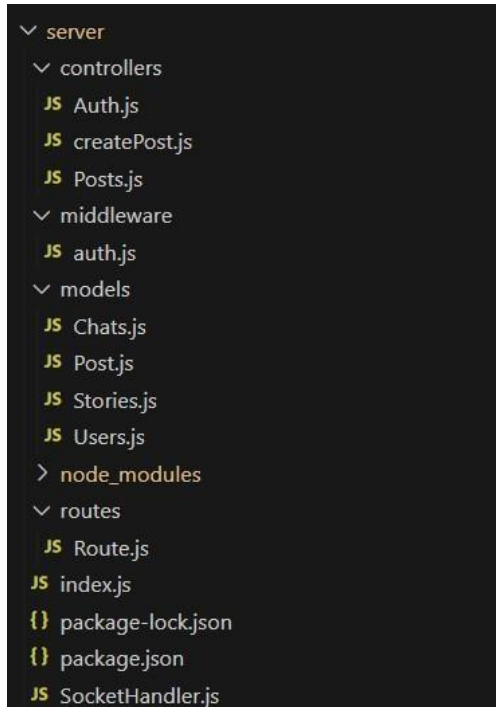 server
controllers
JS Auth.js
JS createPost.js
JS Posts.js
middleware
JS auth.js
models
JS Chats.js
JS Post.js
JS Stories.js
JS Users.js
node_modules
routes
JS Route.js
JS index.js
{} package-lock.json
{} package.json
JS SocketHandler.js